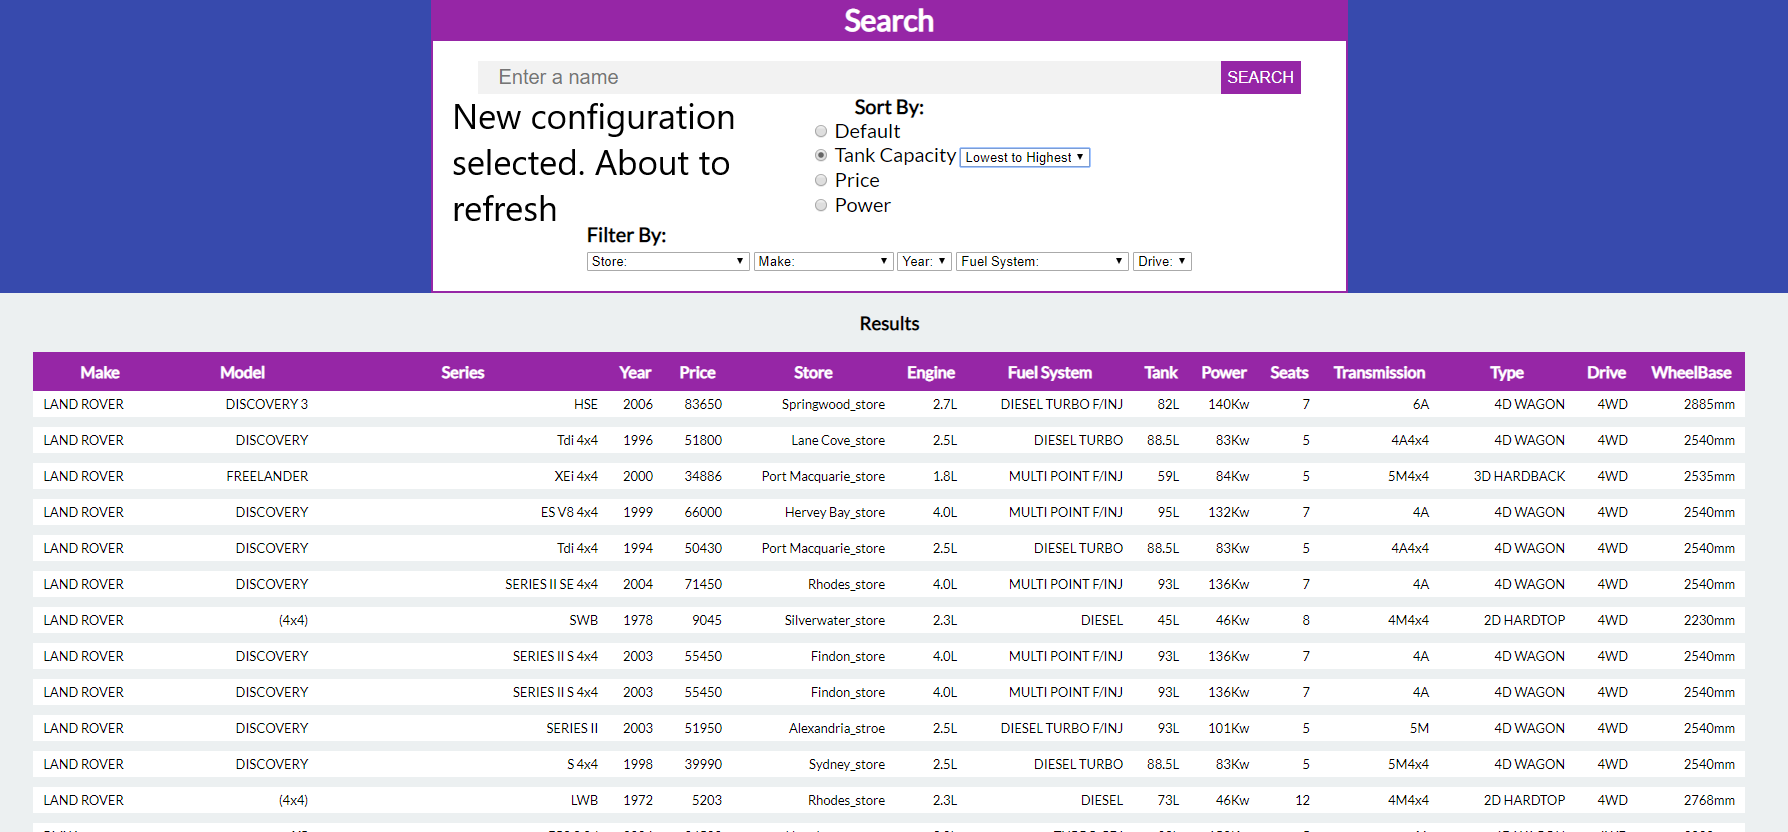 Search
Enter a name SEARCH
New configuration
selected. About to
refresh
Sort By:
Default
Tank Capacity Lowest to Highest
Price
Power
Filter By:
Store: Make: Year: Fuel System: Drive:
Results
Make Model Series Year Price Store Engine Fuel System Tank Power Seats Transmission Type Drive WheelBase
LAND ROVER DISCOVERY 3 HSE 2006 83650 Springwood_store 2.7L DIESEL TURBO F/INJ 82L 140Kw 7 6A 4D WAGON 4WD 2885mm
LAND ROVER DISCOVERY Tdi 4x4 1996 51800 Lane Cove_store 2.5L DIESEL TURBO 88.5L 83Kw 5 4A4x4 4D WAGON 4WD 2540mm
LAND ROVER FREELANDER XEi 4x4 2000 34886 Port Macquarie_store 1.8L MULTI POINT F/INJ 59L 84Kw 5 5M4x4 3D HARDBACK 4WD 2535mm
LAND ROVER DISCOVERY ES V8 4x4 1999 66000 Hervey Bay_store 4.0L MULTI POINT F/INJ 95L 132Kw 7 4A 4D WAGON 4WD 2540mm
LAND ROVER DISCOVERY Tdi 4x4 1994 50430 Port Macquarie_store 2.5L DIESEL TURBO 88.5L 83Kw 5 4A4x4 4D WAGON 4WD 2540mm
LAND ROVER DISCOVERY SERIES II SE 4x4 2004 71450 Rhodes_store 4.0L MULTI POINT F/INJ 93L 136Kw 7 4A 4D WAGON 4WD 2540mm
LAND ROVER (4x4) SWB 1978 9045 Silverwater_store 2.3L DIESEL 45L 46Kw 8 4M4x4 2D HARDTOP 4WD 2230mm
LAND ROVER DISCOVERY SERIES II S 4x4 2003 55450 Findon_store 4.0L MULTI POINT F/INJ 93L 136Kw 7 4A 4D WAGON 4WD 2540mm
LAND ROVER DISCOVERY SERIES II S 4x4 2003 55450 Findon_store 4.0L MULTI POINT F/INJ 93L 136Kw 7 4A 4D WAGON 4WD 2540mm
LAND ROVER DISCOVERY SERIES II 2003 51950 Alexandria_stroe 2.5L DIESEL TURBO F/INJ 93L 101Kw 5 5M 4D WAGON 4WD 2540mm
LAND ROVER DISCOVERY S 4x4 1998 39990 Sydney_store 2.5L DIESEL TURBO 88.5L 83Kw 5 5M4x4 4D WAGON 4WD 2540mm
LAND ROVER (4x4) LWB 1972 5203 Rhodes_store 2.3L DIESEL 73L 46Kw 12 4M4x4 2D HARDTOP 4WD 2768mm